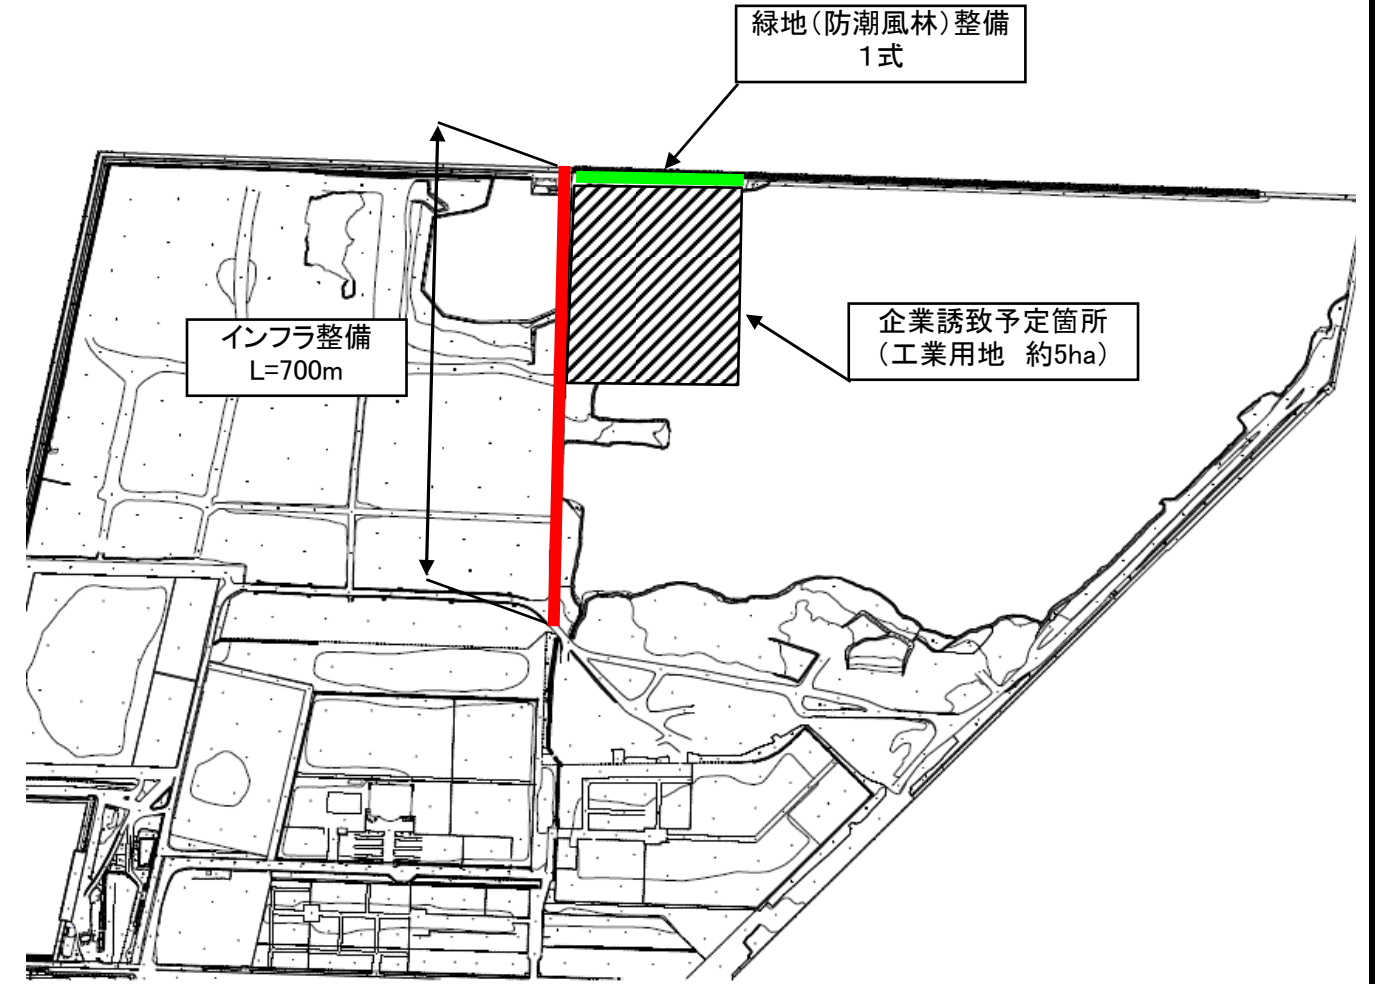 緑地（防潮風林）整備
１式
インフラ整備
L=700m
企業誘致予定箇所
（工業用地　約5ha）